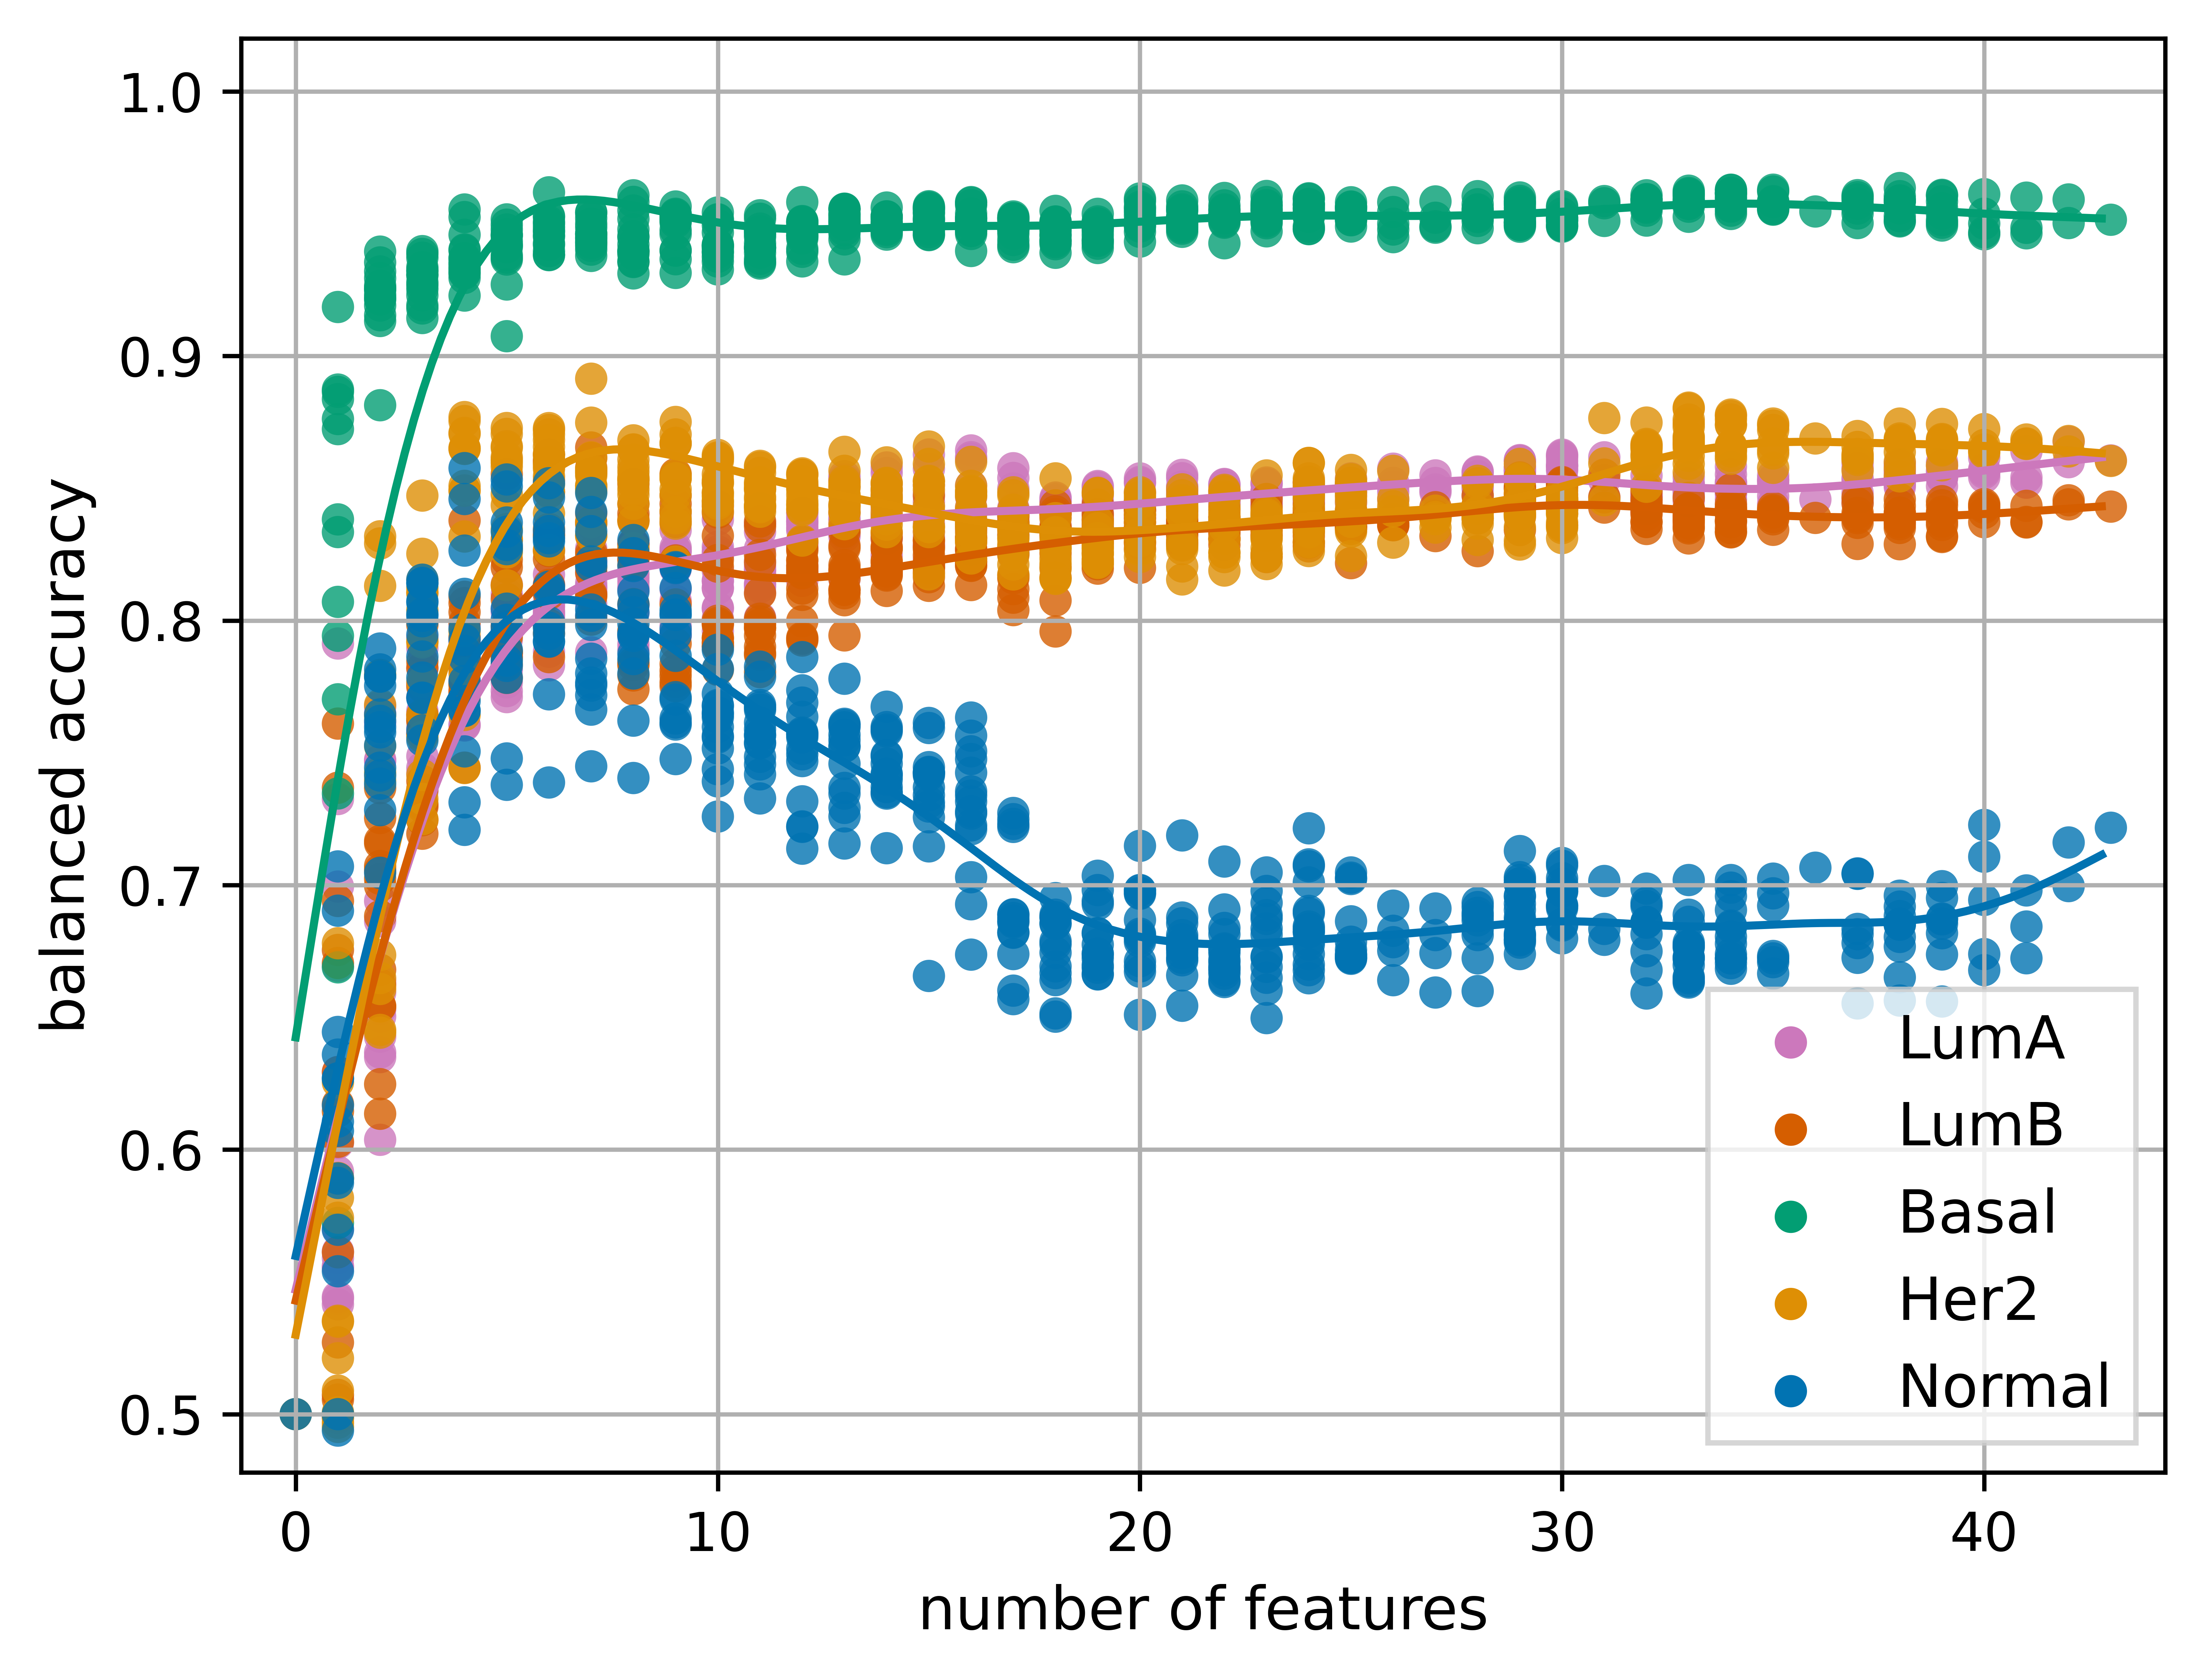 1.0
0.9
0.8
0.7
0.6
0.5
balanced accuracy
0 10 20 30 40
number of features
LumA
LumB
Basal
Her2
Normal